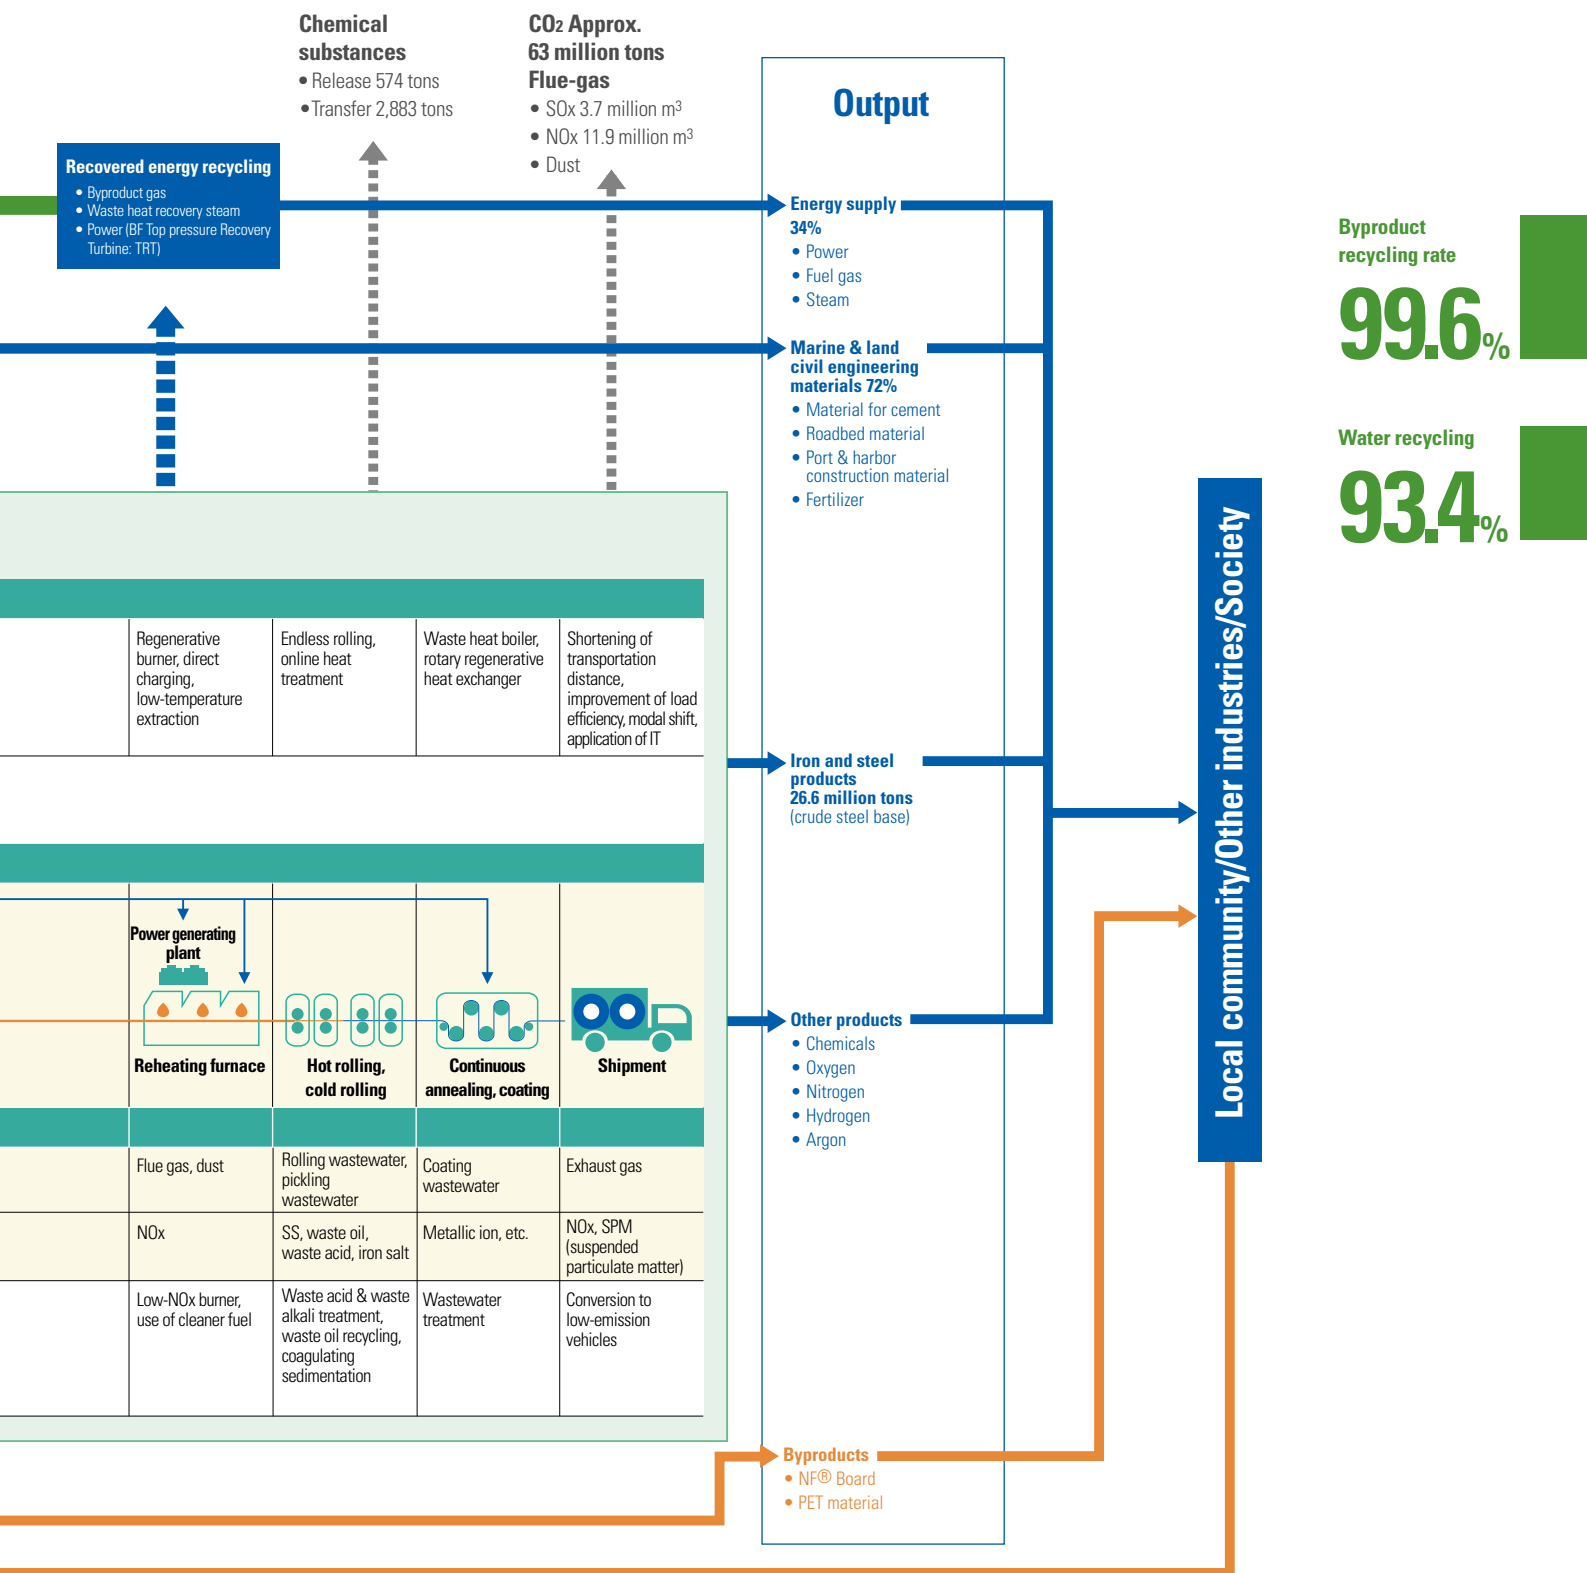 Chemical
substances
• Release 574 tons
• Transfer 2,883 tons
CO2 Approx.
63 million tons
Flue-gas
• SOx 3.7 million m3
• NOx 11.9 million m3
• Dust
Recovered energy recycling
• Byproduct gas
• Waste heat recovery steam
• Power (BF Top pressure Recovery
Turbine: TRT)
Output
Energy supply
34%
• Power
• Fuel gas
• Steam
Marine & land
civil engineering
materials 72%
• Material for cement
• Roadbed material
• Port & harbor
construction material
• Fertilizer
Iron and steel
products
26.6 million tons
(crude steel base)
Other products
• Chemicals
• Oxygen
• Nitrogen
• Hydrogen
• Argon
Byproducts
• NF® Board
• PET material
Local community/Other industries/Society
Byproduct
recycling rate
99.6%
Water recycling
93.4%
Regenerative
burner, direct
charging,
low-temperature
extraction
Endless rolling,
online heat
treatment
Waste heat boiler,
rotary regenerative
heat exchanger
Shortening of
transportation
distance,
improvement of load
efficiency, modal shift,
application of IT
Power generating
plant
Reheating furnace
Hot rolling,
cold rolling
Continuous
annealing, coating
Shipment
Flue gas, dust
Rolling wastewater,
pickling
wastewater
Coating
wastewater
Exhaust gas
NOx
SS, waste oil,
waste acid, iron salt
Metallic ion, etc.
NOx, SPM
(suspended
particulate matter)
Low-NOx burner,
use of cleaner fuel
Waste acid & waste
alkali treatment,
waste oil recycling,
coagulating
sedimentation
Wastewater
treatment
Conversion to
low-emission
vehicles